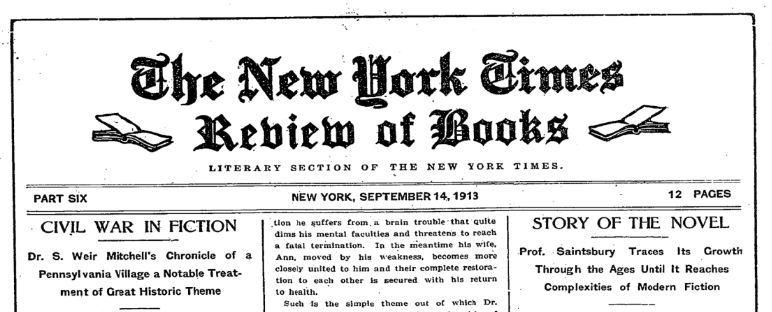 The New York Times
Review of Books
LITERARY SECTION OF THE NEW YORK TIMES.
PART SIX
NEW YORK, SEPTEMBER 14, 1913
12 PAGES
CIVIL WAR IN FICTION
Dr. S. Weir Mitchell's Chronicle of a
Pennsylvania Village a Notable Treat-
ment of Great Historic Theme
tion he suffers from a brain trouble that quite
dims his mental faculties and threatens to reach
a fatal termination. In the meantime his wife,
Ann, moved by his weakness, becomes more
closely united to him and their complete restora-
tion to each other is secured with his return
to health.
Such is the simple theme out of which Dr.
STORY OF THE NOVEL
Prof. Saintsbury Traces Its Growth
Through the Ages Until It Reaches
Complexities of Modern Fiction